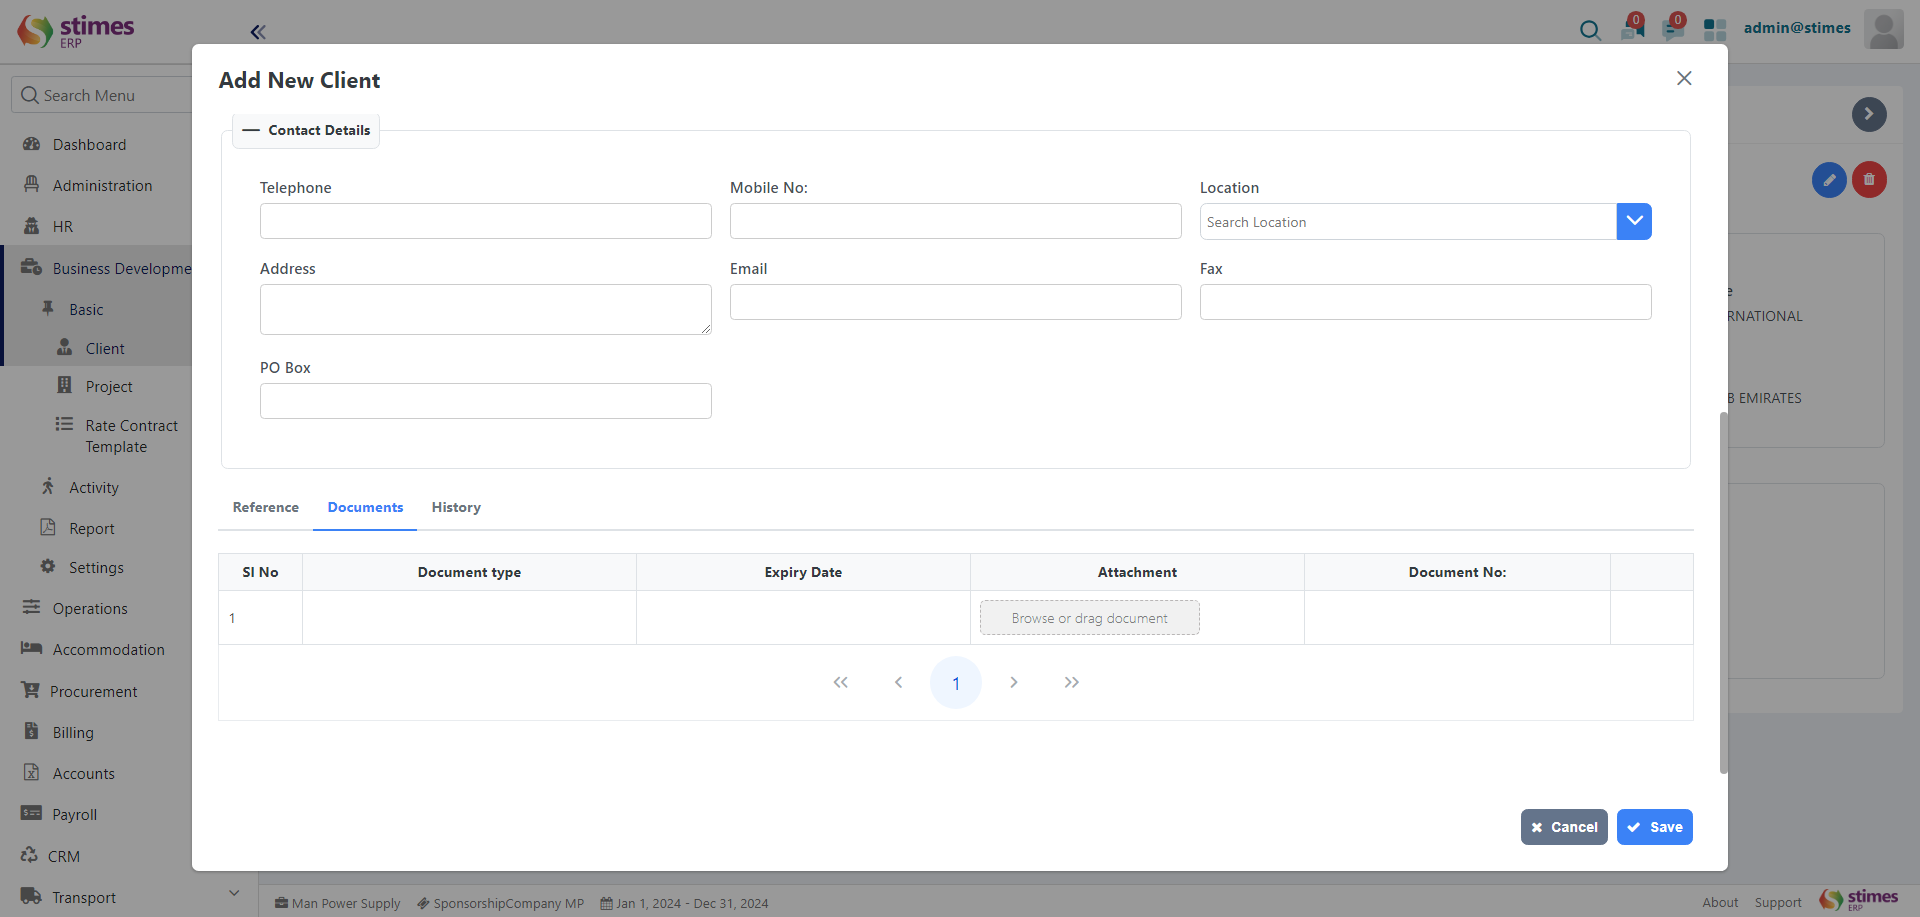 stimes
ERP
0
0
admin@stimes
Search Menu
Add New Client
Contact Details
Dashboard
Administration
HR
Business Developme
Basic
Client
Project
Rate Contract
Template
Activity
Report
Settings
Operations
Accommodation
Procurement
Billing
Accounts
Payroll
CRM
Transport
Telephone
Mobile No:
Location
Search Location
Address
Email
Fax
PO Box
e
RNATIONAL
B EMIRATES
Reference Documents History
Sl No Document type Expiry Date Attachment Document No:
1 Browse or drag document
1
Cancel Save
Man Power Supply SponsorshipCompany MP Jan 1, 2024 - Dec 31, 2024
About Support stimes
ERP